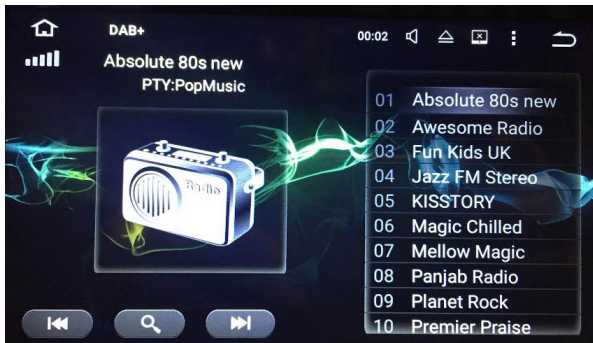 DAB+
00:02
Absolute 80s new
PTY:PopMusic
Radio
01 Absolute 80s new
02 Awesome Radio
03 Fun Kids UK
04 Jazz FM Stereo
05 KISSTORY
06 Magic Chilled
07 Mellow Magic
08 Panjab Radio
09 Planet Rock
10 Premier Praise